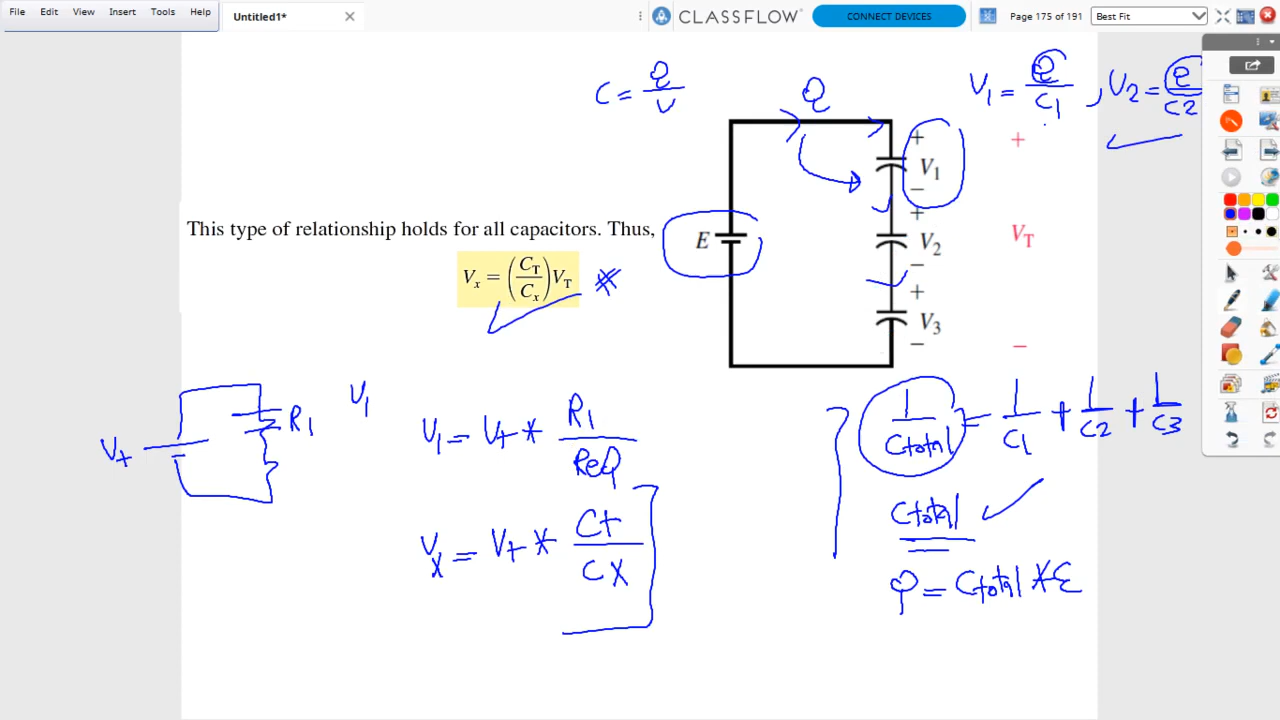 File Edit View Insert Tools Help
Untitled1*
CLASSFLOW
CONNECT DEVICES
Page 175 of 191
Best Fit
C = Q/V
Q
V1 = Q/C1 , V2 = Q/C2
+
V1
−
+
V2
−
+
V3
−
E
+
VT
−
This type of relationship holds for all capacitors. Thus,
Vx = (CT/Cx) VT *
Vt
R1
V1
V1 = Vt * R1/ReQ
Vx = Vt * Ct/CX
1/Ctotal = 1/C1 + 1/C2 + 1/C3
Ctotal
Q = Ctotal * E